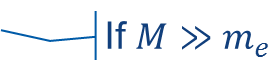 If M ≫ mₑ